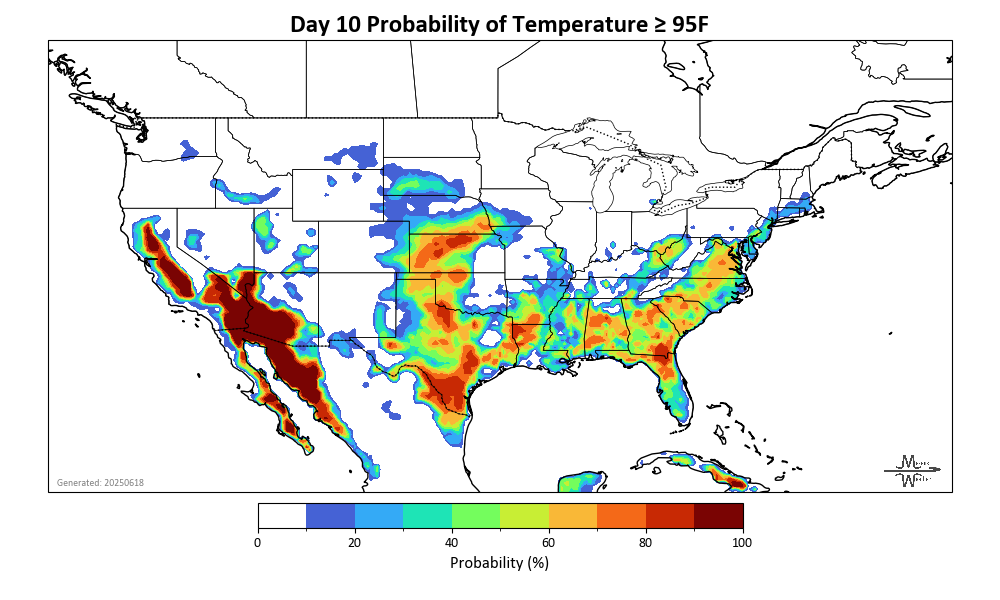 Day 10 Probability of Temperature ≥ 95F
Generated: 20250618
0 20 40 60 80 100
Probability (%)